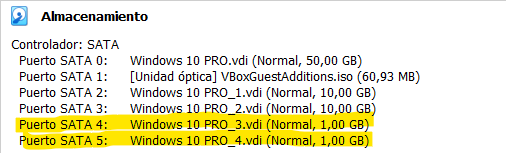 Almacenamiento
Controlador: SATA
Puerto SATA 0: Windows 10 PRO.vdi (Normal, 50,00 GB)
Puerto SATA 1: [Unidad óptica] VBoxGuestAdditions.iso (60,93 MB)
Puerto SATA 2: Windows 10 PRO_1.vdi (Normal, 10,00 GB)
Puerto SATA 3: Windows 10 PRO_2.vdi (Normal, 10,00 GB)
Puerto SATA 4: Windows 10 PRO_3.vdi (Normal, 1,00 GB)
Puerto SATA 5: Windows 10 PRO_4.vdi (Normal, 1,00 GB)